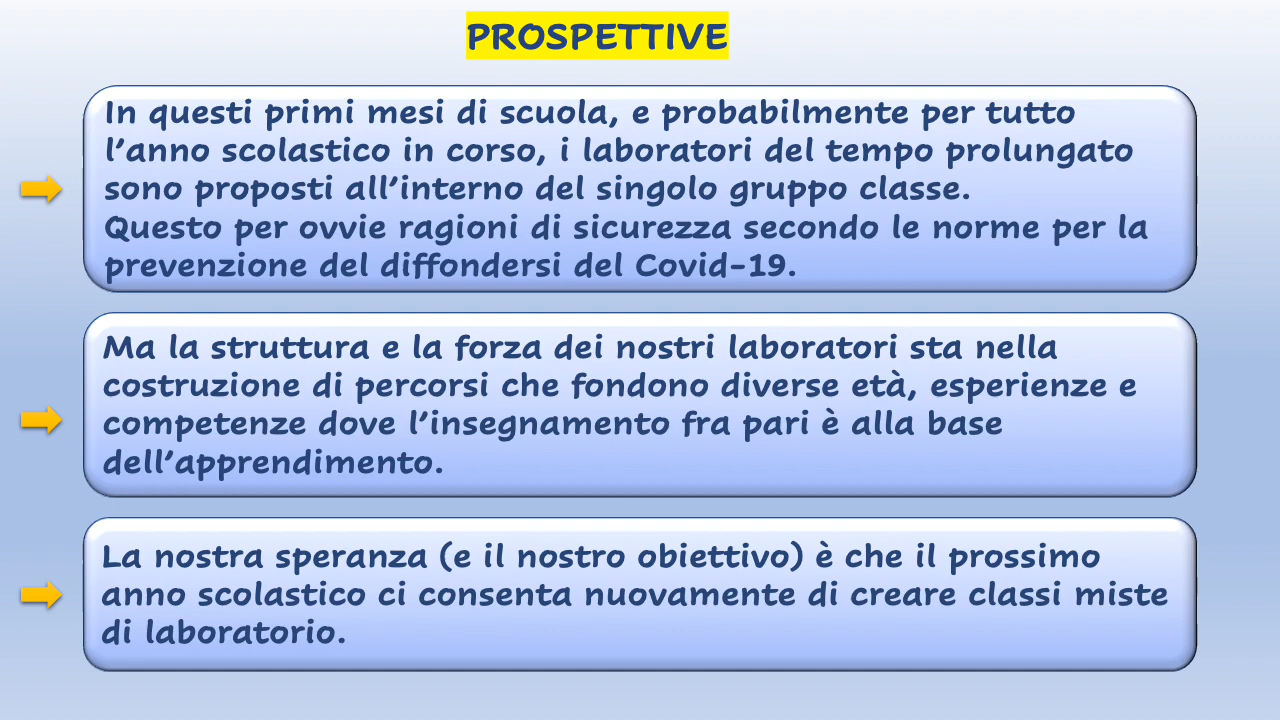 PROSPETTIVE
In questi primi mesi di scuola, e probabilmente per tutto
l'anno scolastico in corso, i laboratori del tempo prolungato
sono proposti all'interno del singolo gruppo classe.
Questo per ovvie ragioni di sicurezza secondo le norme per la
prevenzione del diffondersi del Covid-19.
Ma la struttura e la forza dei nostri laboratori sta nella
costruzione di percorsi che fondono diverse età, esperienze e
competenze dove l'insegnamento fra pari è alla base
dell'apprendimento.
La nostra speranza (e il nostro obiettivo) è che il prossimo
anno scolastico ci consenta nuovamente di creare classi miste
di laboratorio.